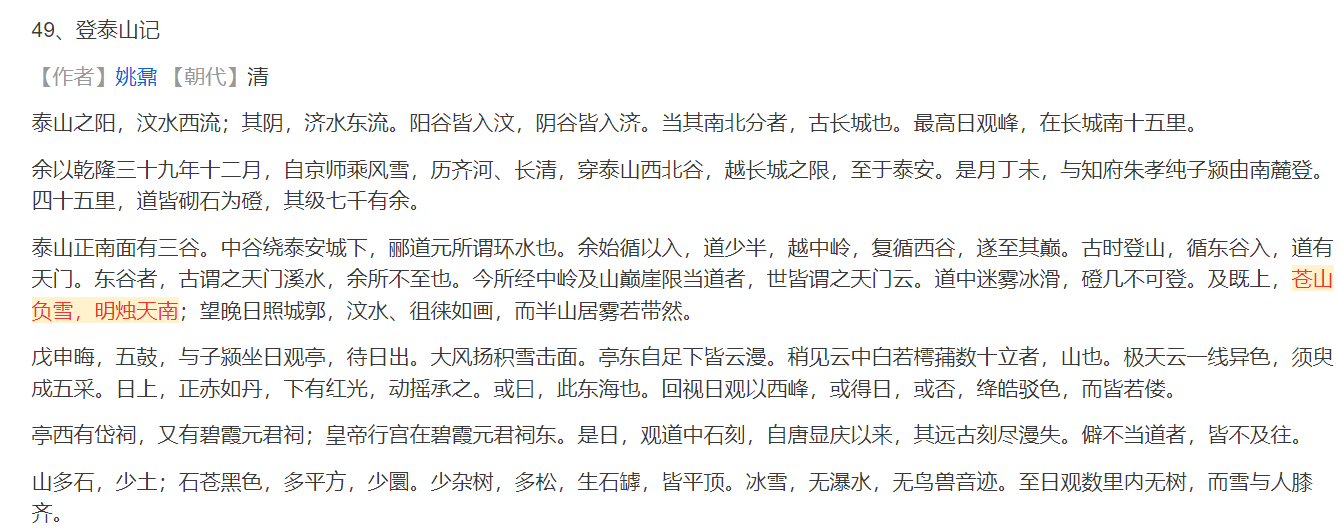 49、登泰山记
【作者】姚鼐 【朝代】清
泰山之阳，汶水西流；其阴，济水东流。阳谷皆入汶，阴谷皆入济。当其南北分者，古长城也。最高日观峰，在长城南十五里。
余以乾隆三十九年十二月，自京师乘风雪，历齐河、长清，穿泰山西北谷，越长城之限，至于泰安。是月丁未，与知府朱孝纯子颍由南麓登。
四十五里，道皆砌石为磴，其级七千有余。
泰山正南面有三谷。中谷绕泰安城下，郦道元所谓环水也。余始循以入，道少半，越中岭，复循西谷，遂至其巅。古时登山，循东谷入，道有
天门。东谷者，古谓之天门溪水，余所不至也。今所经中岭及山巅崖限当道者，世皆谓之天门云。道中迷雾冰滑，磴几不可登。及既上，苍山
负雪，明烛天南；望晚日照城郭，汶水、徂徕如画，而半山居雾若带然。
戊申晦，五鼓，与子颍坐日观亭，待日出。大风扬积雪击面。亭东自足下皆云漫。稍见云中白若樗蒱数十立者，山也。极天云一线异色，须臾
成五采。日上，正赤如丹，下有红光，动摇承之。或曰，此东海也。回视日观以西峰，或得日，或否，绛皓驳色，而皆若偻。
亭西有岱祠，又有碧霞元君祠；皇帝行宫在碧霞元君祠东。是日，观道中石刻，自唐显庆以来，其远古刻尽漫失。僻不当道者，皆不及往。
山多石，少土；石苍黑色，多平方，少圜。少杂树，多松，生石罅，皆平顶。冰雪，无瀑水，无鸟兽音迹。至日观数里内无树，而雪与人膝
齐。